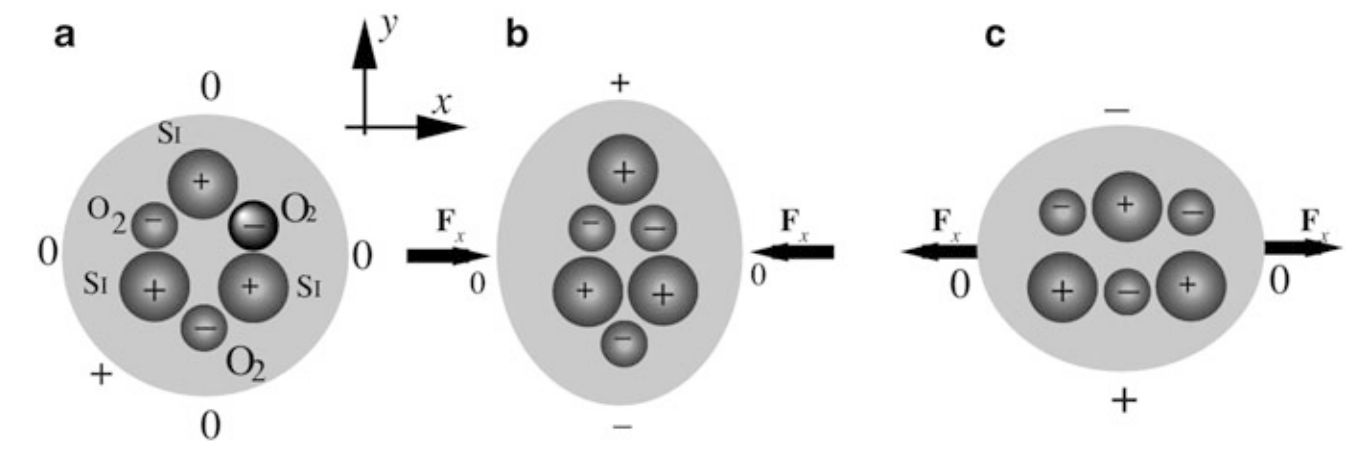 a
b
c
y
x
0
SI
+
O2
−
O2
−
0
0
SI
+
SI
+
−
O2
+
0
+
+
−
−
Fx
Fx
0
0
+
+
−
−
−
−
+
−
Fx
Fx
0
0
+
−
+
+